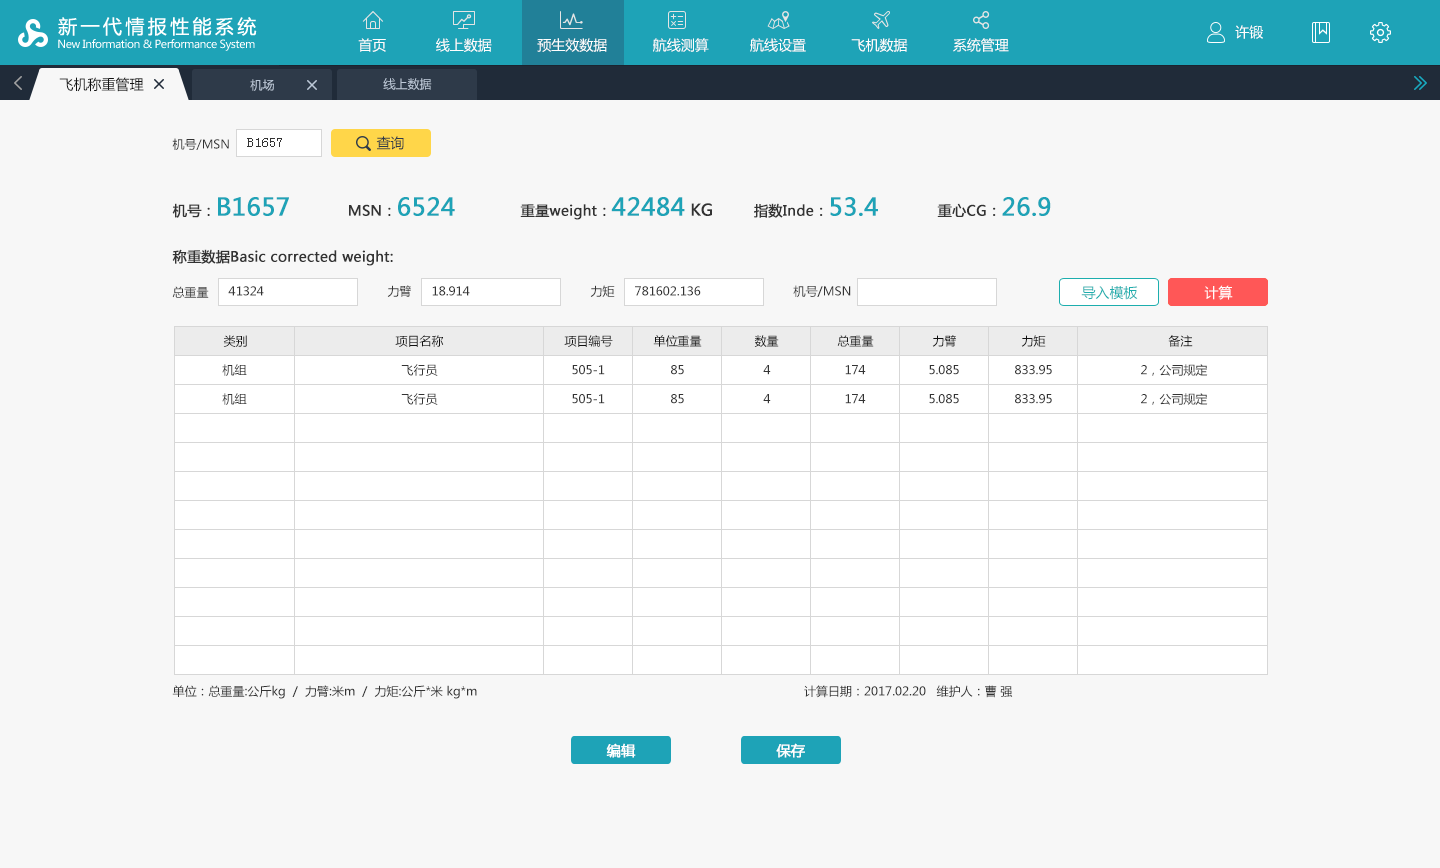 新一代情报性能系统
New Information & Performance System
首页
线上数据
预生效数据
航线测算
航线设置
飞机数据
系统管理
许锻
飞机称重管理
机场
线上数据
机号/MSN B1657 查询
机号：B1657 MSN：6524 重量weight：42484 KG 指数Inde：53.4 重心CG：26.9
称重数据Basic corrected weight:
总重量 41324 力臂 18.914 力矩 781602.136 机号/MSN 导入模板 计算
类别 项目名称 项目编号 单位重量 数量 总重量 力臂 力矩 备注
机组 飞行员 505-1 85 4 174 5.085 833.95 2，公司规定
机组 飞行员 505-1 85 4 174 5.085 833.95 2，公司规定
单位：总重量:公斤kg / 力臂:米m / 力矩:公斤*米 kg*m 计算日期：2017.02.20 维护人：曹 强
编辑 保存